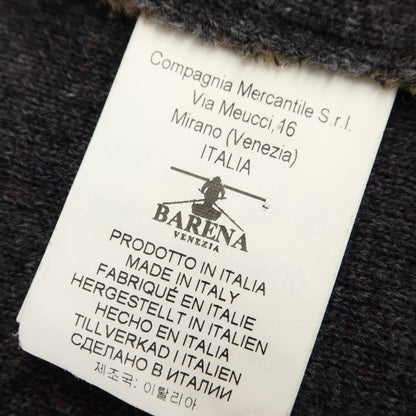 Compagnia Mercantile S.r.l.
Via Meucci, 16
Mirano (Venezia)
ITALIA
BARENA
VENEZIA
PRODOTTO IN ITALIA
MADE IN ITALY
FABRIQUÉ EN ITALIE
HERGESTELLT IN ITALIEN
HECHO EN ITALIA
TILLVERKAD I ITALIEN
СДЕЛАНО В ИТАЛИИ
제조국: 이탈리아